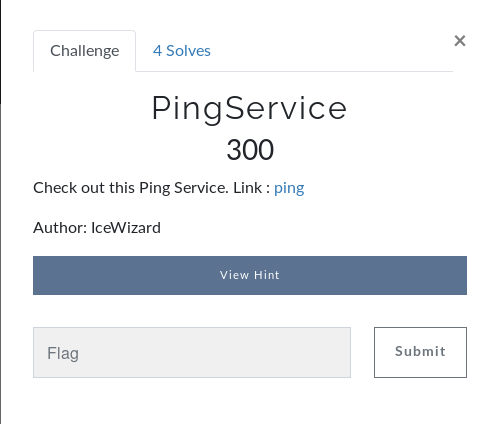 Challenge 4 Solves ×
PingService
300
Check out this Ping Service. Link : ping
Author: IceWizard
View Hint
Flag Submit